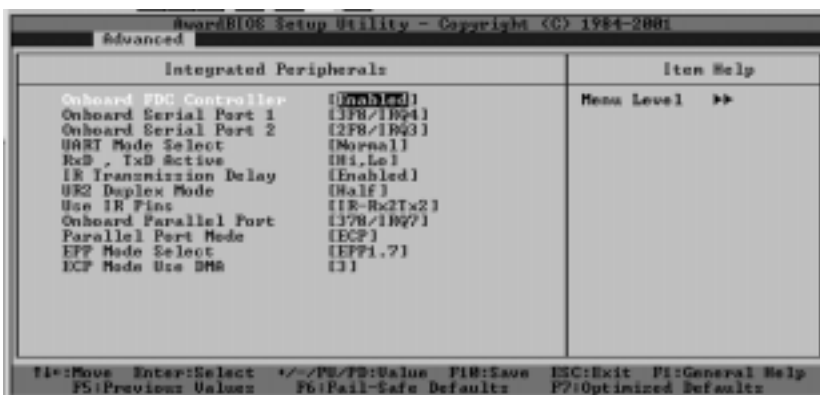 AwardBIOS Setup Utility - Copyright (C) 1984-2001
Advanced
Integrated Peripherals
Item Help
Onboard FDC Controller [Enabled]
Menu Level ▶▶
Onboard Serial Port 1 [3F8/IRQ4]
Onboard Serial Port 2 [2F8/IRQ3]
UART Mode Select [Normal]
RxD , TxD Active [Hi,Lo]
IR Transmission Delay [Enabled]
UR2 Duplex Mode [Half]
Use IR Pins [IR-Rx2Tx2]
Onboard Parallel Port [378/IRQ7]
Parallel Port Mode [ECP]
EPP Mode Select [EPP1.7]
ECP Mode Use DMA [3]
:Move Enter:Select +/-/PU/PD:Value F10:Save ESC:Exit F1:General Help
F5:Previous Values F6:Fail-Safe Defaults F7:Optimized Defaults